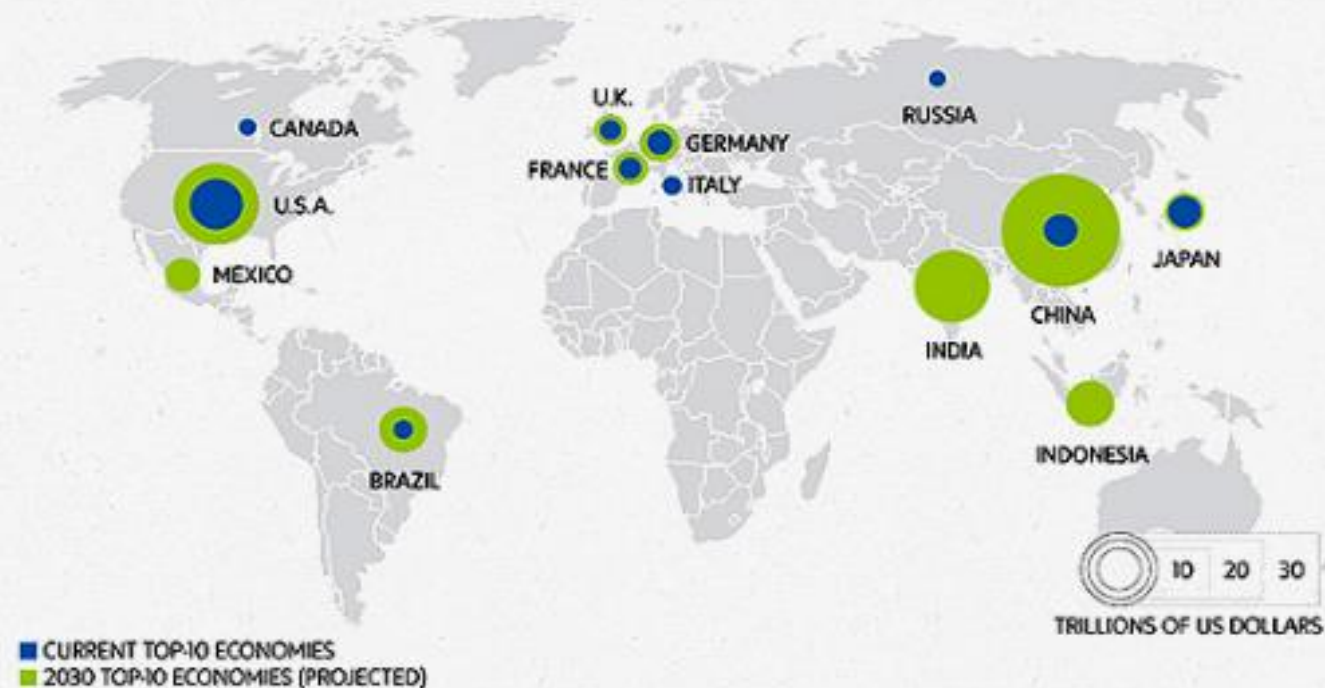 U.K.
RUSSIA
CANADA
GERMANY
FRANCE
ITALY
U.S.A.
MEXICO
JAPAN
CHINA
INDIA
INDONESIA
BRAZIL
10 20 30
TRILLIONS OF US DOLLARS
CURRENT TOP-10 ECONOMIES
2030 TOP-10 ECONOMIES (PROJECTED)